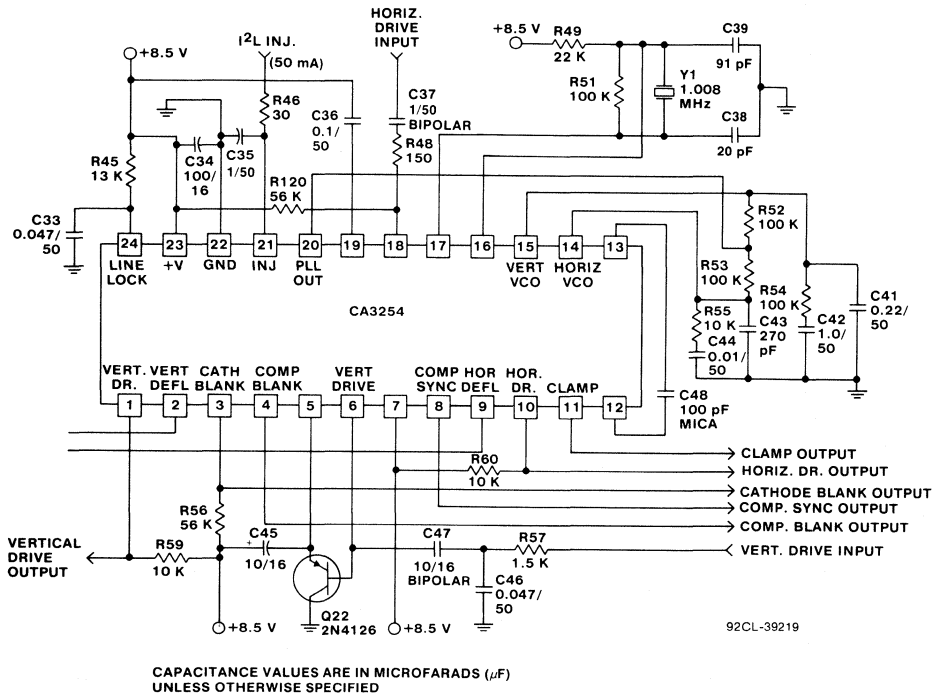 HORIZ.
DRIVE
INPUT
I²L INJ.
(50 mA)
+8.5 V
+8.5 V
R49
22 K
C39
91 pF
R51
100 K
Y1
1.008
MHz
C38
20 pF
R46
30
C36
0.1/
50
C37
1/50
BIPOLAR
R48
150
R45
13 K
C34
100/
16
C35
1/50
R120
56 K
C33
0.047/
50
R52
100 K
R53
100 K
R54
100 K
C41
0.22/
50
R55
10 K
C43
270
pF
C42
1.0/
50
C44
0.01/
50
24 23 22 21 20 19 18 17 16 15 14 13
LINE
LOCK
+V
GND
INJ
PLL
OUT
VERT
VCO
HORIZ
VCO
CA3254
VERT.
DR.
VERT
DEFL
CATH
BLANK
COMP
BLANK
VERT
DRIVE
COMP
SYNC
HOR
DEFL
HOR.
DR.
CLAMP
1 2 3 4 5 6 7 8 9 10 11 12
C48
100 pF
MICA
CLAMP OUTPUT
R60
10 K
HORIZ. DR. OUTPUT
CATHODE BLANK OUTPUT
COMP. SYNC OUTPUT
COMP. BLANK OUTPUT
R56
56 K
C45
+
10/16
C47
10/16
BIPOLAR
R57
1.5 K
VERT. DRIVE INPUT
VERTICAL
DRIVE
OUTPUT
R59
10 K
C46
0.047/
50
Q22
2N4126
+8.5 V
+8.5 V
92CL-39219
CAPACITANCE VALUES ARE IN MICROFARADS (μF)
UNLESS OTHERWISE SPECIFIED